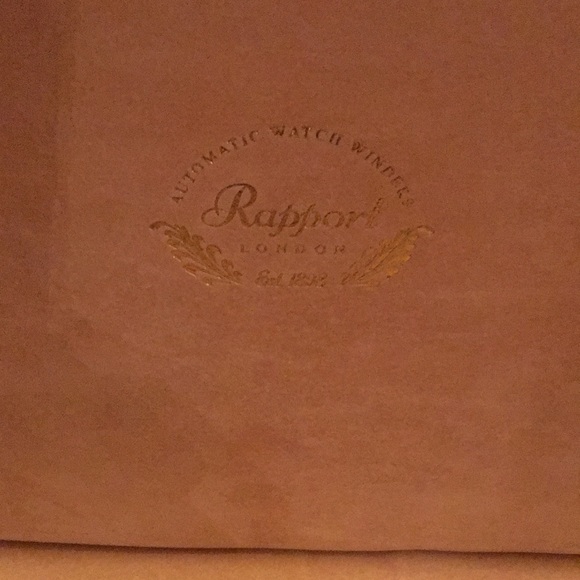 AUTOMATIC WATCH WINDERS
Rapport
LONDON
Est. 1898